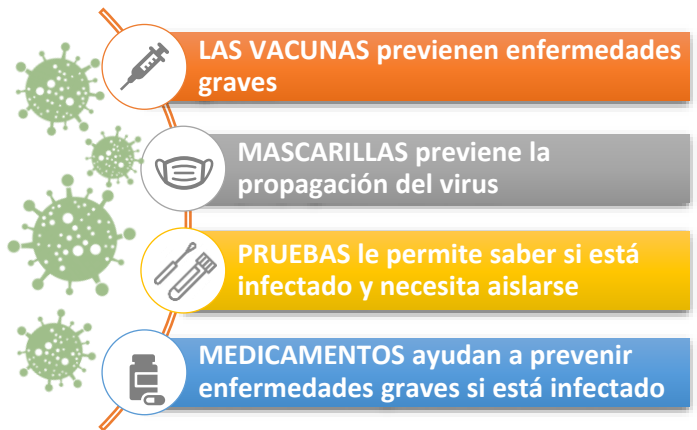 LAS VACUNAS previenen enfermedades
graves
MASCARILLAS previene la
propagación del virus
PRUEBAS le permite saber si está
infectado y necesita aislarse
MEDICAMENTOS ayudan a prevenir
enfermedades graves si está infectado